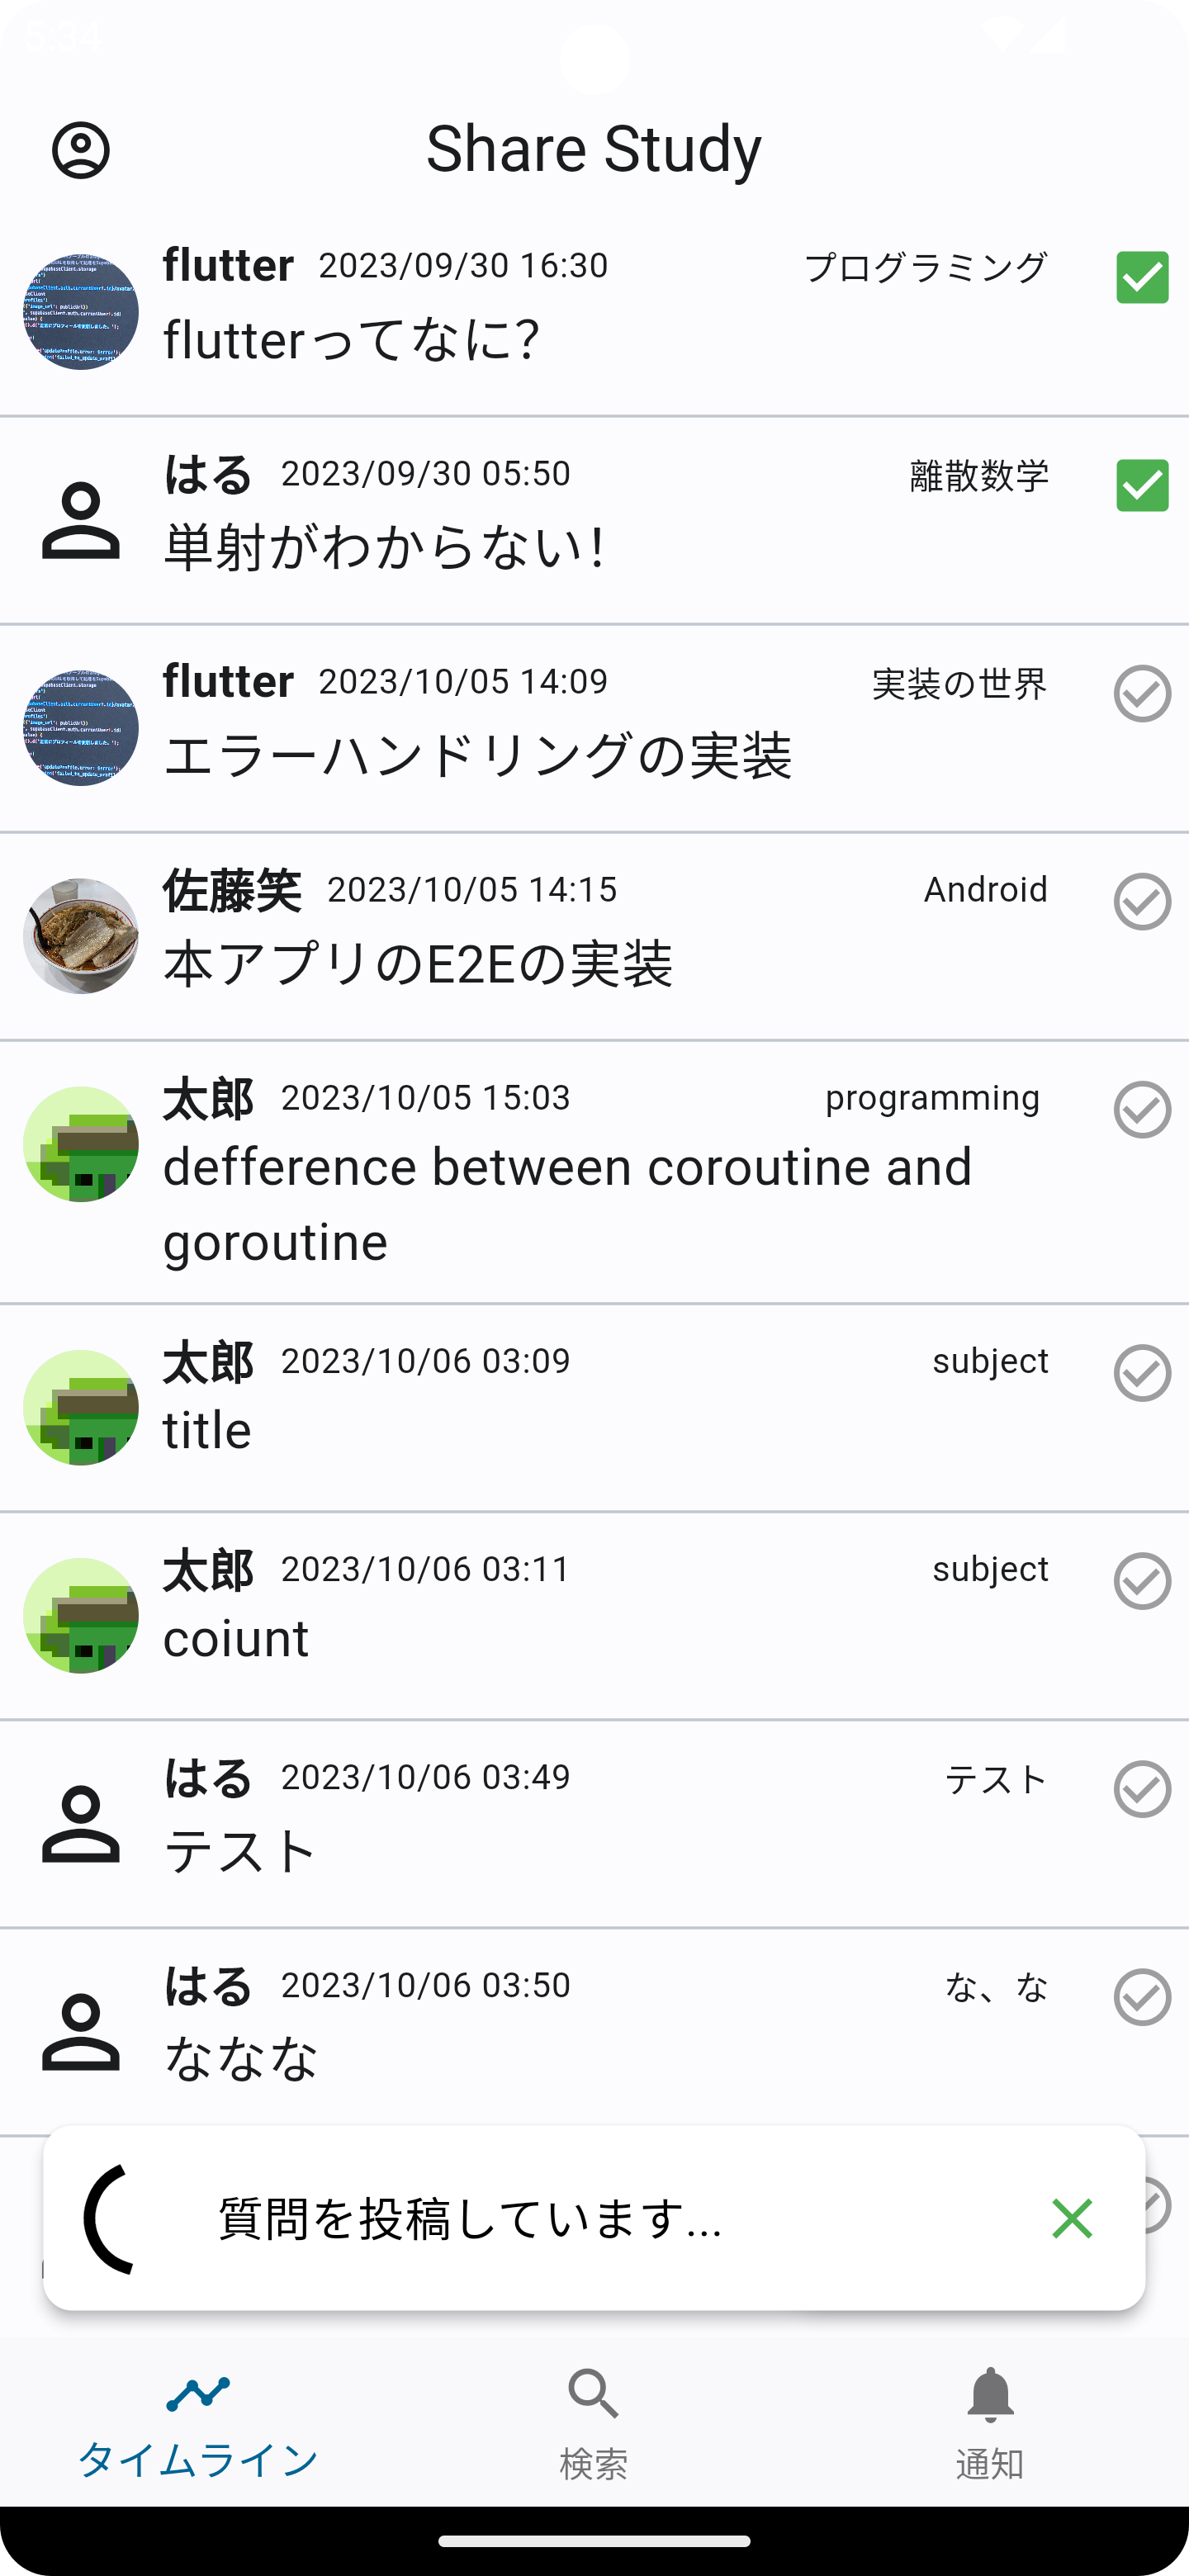 5:34
Share Study
flutter 2023/09/30 16:30 プログラミング
flutterってなに？
はる 2023/09/30 05:50 離散数学
単射がわからない！
flutter 2023/10/05 14:09 実装の世界
エラーハンドリングの実装
佐藤笑 2023/10/05 14:15 Android
本アプリのE2Eの実装
太郎 2023/10/05 15:03 programming
defference between coroutine and
goroutine
太郎 2023/10/06 03:09 subject
title
太郎 2023/10/06 03:11 subject
coiunt
はる 2023/10/06 03:49 テスト
テスト
はる 2023/10/06 03:50 な、な
ななな
質問を投稿しています...
タイムライン 検索 通知